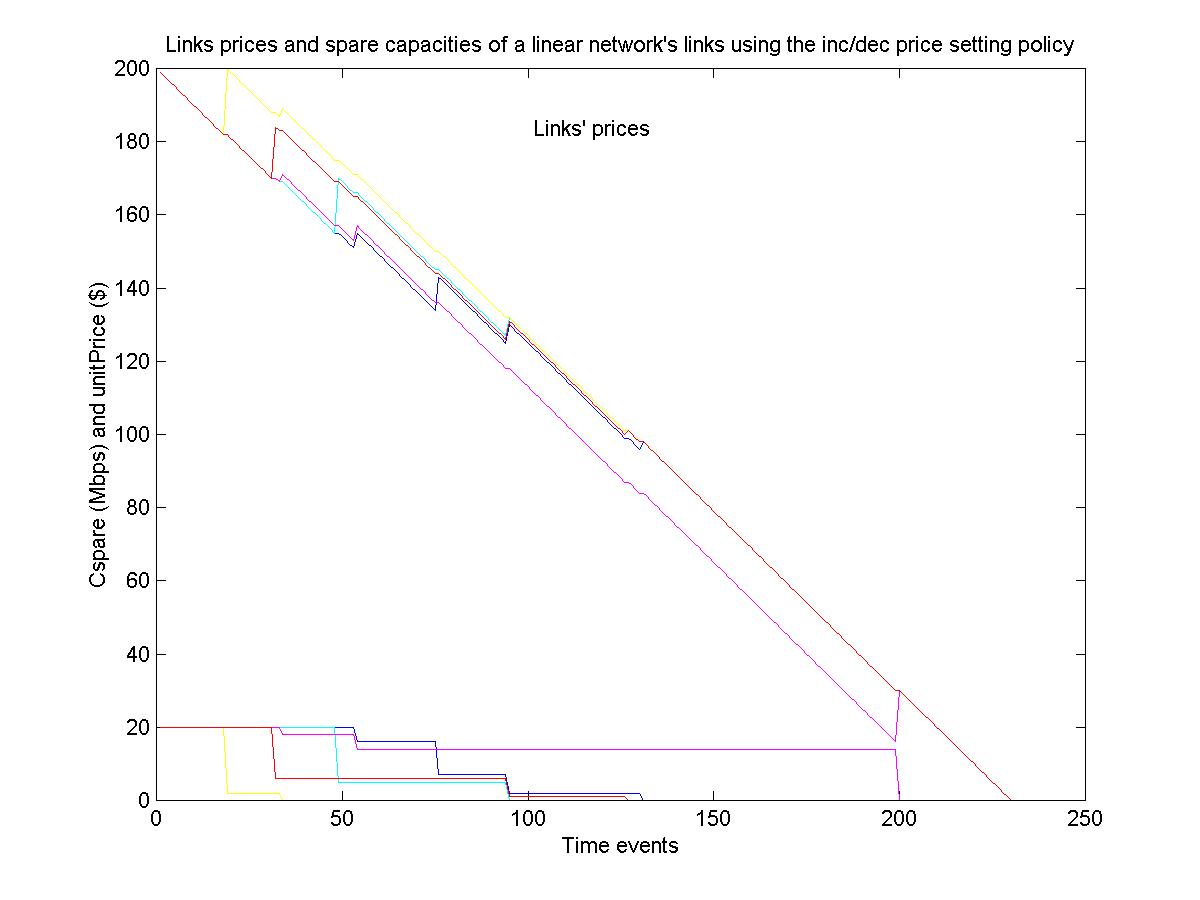 Links prices and spare capacities of a linear network's links using the inc/dec price setting policy
200
180
160
140
120
100
80
60
40
20
0
Links' prices
Cspare (Mbps) and unitPrice ($)
0 50 100 150 200 250
Time events